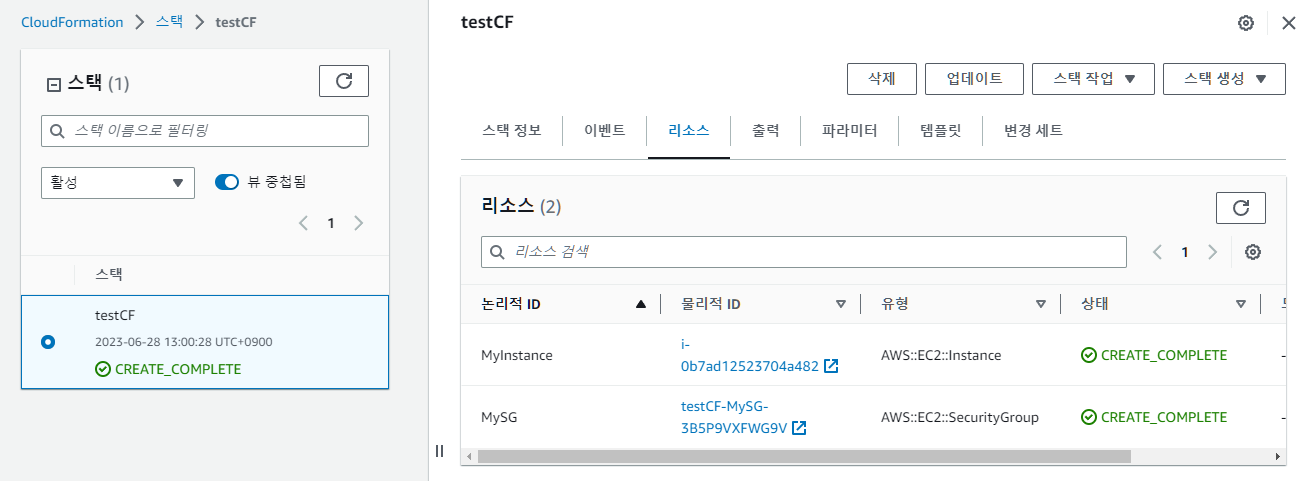 CloudFormation > 스택 > testCF
스택 (1)
스택 이름으로 필터링
활성
뷰 중첩됨
1
스택
testCF
2023-06-28 13:00:28 UTC+0900
CREATE_COMPLETE
testCF
삭제
업데이트
스택 작업
스택 생성
스택 정보
이벤트
리소스
출력
파라미터
템플릿
변경 세트
리소스 (2)
리소스 검색
1
논리적 ID
물리적 ID
유형
상태
MyInstance
i-
0b7ad12523704a482
AWS::EC2::Instance
CREATE_COMPLETE
-
MySG
testCF-MySG-
3B5P9VXFWG9V
AWS::EC2::SecurityGroup
CREATE_COMPLETE
-